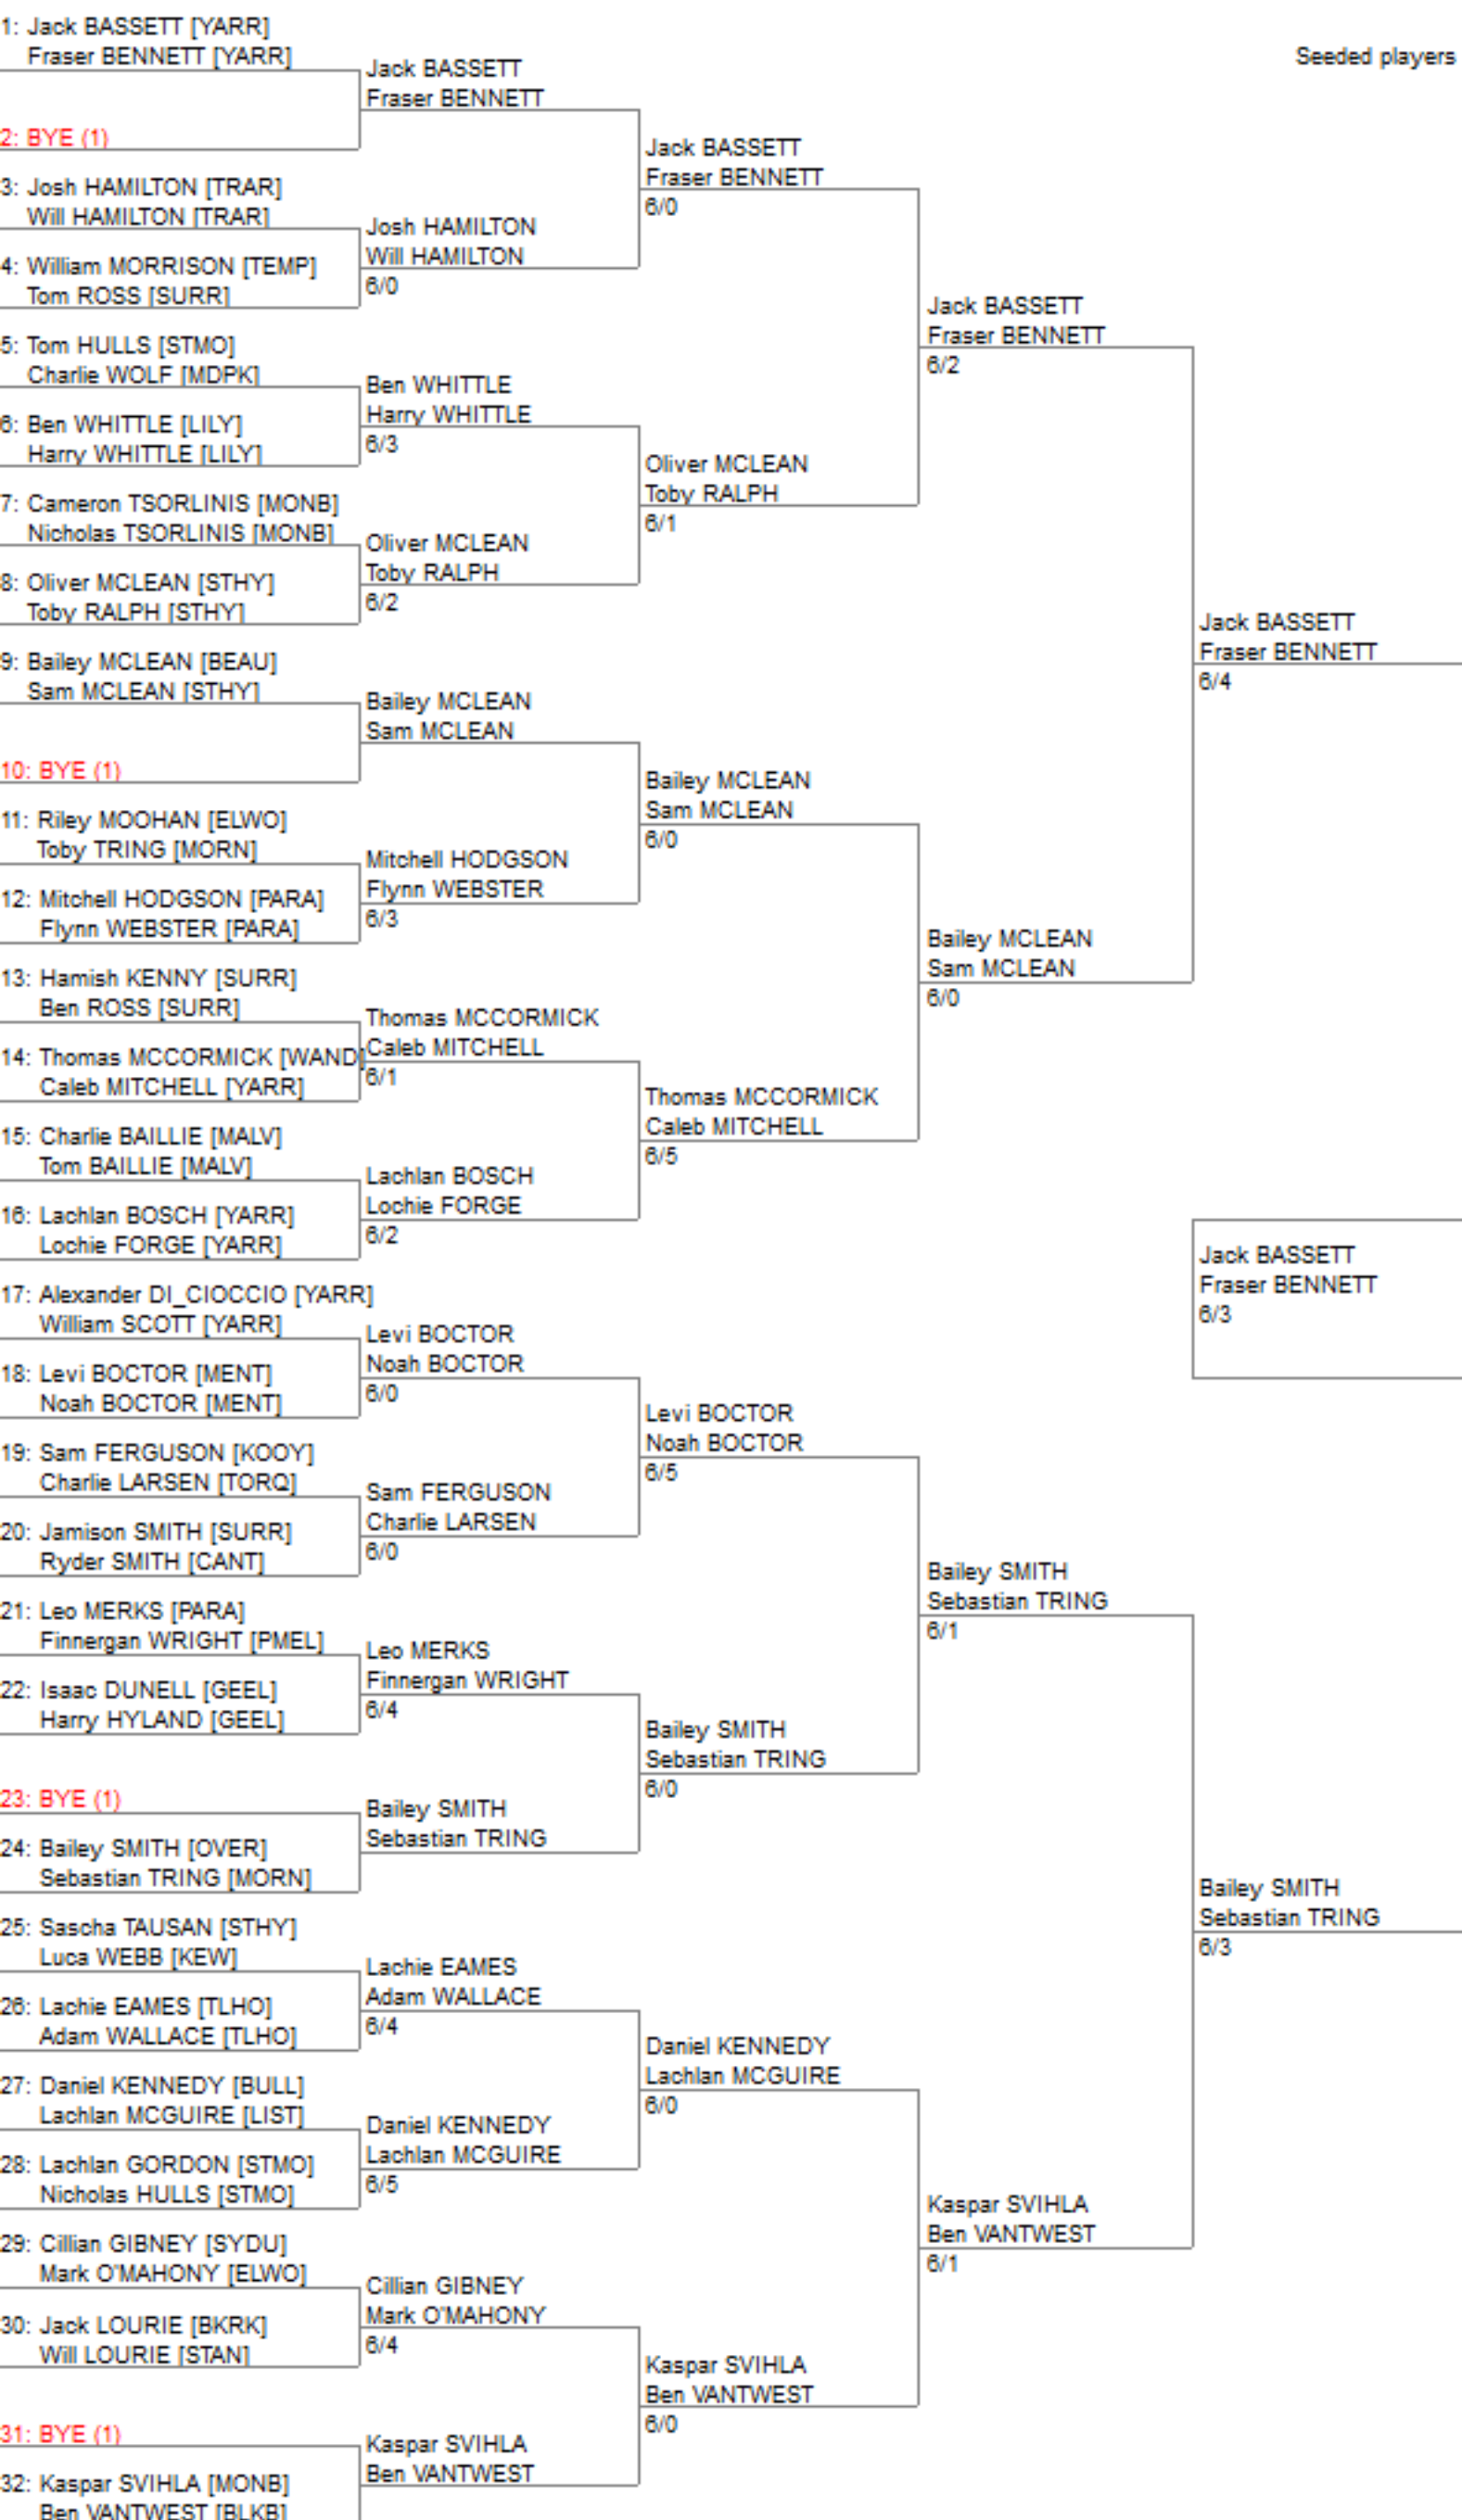 1: Jack BASSETT [YARR]
Fraser BENNETT [YARR]
2: BYE (1)
3: Josh HAMILTON [TRAR]
Will HAMILTON [TRAR]
4: William MORRISON [TEMP]
Tom ROSS [SURR]
5: Tom HULLS [STMO]
Charlie WOLF [MDPK]
6: Ben WHITTLE [LILY]
Harry WHITTLE [LILY]
7: Cameron TSORLINIS [MONB]
Nicholas TSORLINIS [MONB]
8: Oliver MCLEAN [STHY]
Toby RALPH [STHY]
9: Bailey MCLEAN [BEAU]
Sam MCLEAN [STHY]
10: BYE (1)
11: Riley MOOHAN [ELWO]
Toby TRING [MORN]
12: Mitchell HODGSON [PARA]
Flynn WEBSTER [PARA]
13: Hamish KENNY [SURR]
Ben ROSS [SURR]
14: Thomas MCCORMICK [WAND]
Caleb MITCHELL [YARR]
15: Charlie BAILLIE [MALV]
Tom BAILLIE [MALV]
16: Lachlan BOSCH [YARR]
Lochie FORGE [YARR]
17: Alexander DI_CIOCCIO [YARR]
William SCOTT [YARR]
18: Levi BOCTOR [MENT]
Noah BOCTOR [MENT]
19: Sam FERGUSON [KOOY]
Charlie LARSEN [TORQ]
20: Jamison SMITH [SURR]
Ryder SMITH [CANT]
21: Leo MERKS [PARA]
Finnergan WRIGHT [PMEL]
22: Isaac DUNELL [GEEL]
Harry HYLAND [GEEL]
23: BYE (1)
24: Bailey SMITH [OVER]
Sebastian TRING [MORN]
25: Sascha TAUSAN [STHY]
Luca WEBB [KEW]
26: Lachie EAMES [TLHO]
Adam WALLACE [TLHO]
27: Daniel KENNEDY [BULL]
Lachlan MCGUIRE [LIST]
28: Lachlan GORDON [STMO]
Nicholas HULLS [STMO]
29: Cillian GIBNEY [SYDU]
Mark O'MAHONY [ELWO]
30: Jack LOURIE [BKRK]
Will LOURIE [STAN]
31: BYE (1)
32: Kaspar SVIHLA [MONB]
Ben VANTWEST [BLKB]
Jack BASSETT
Fraser BENNETT
Josh HAMILTON
Will HAMILTON
6/0
Ben WHITTLE
Harry WHITTLE
6/3
Oliver MCLEAN
Toby RALPH
6/2
Bailey MCLEAN
Sam MCLEAN
Mitchell HODGSON
Flynn WEBSTER
6/3
Thomas MCCORMICK
Caleb MITCHELL
6/1
Lachlan BOSCH
Lochie FORGE
6/2
Levi BOCTOR
Noah BOCTOR
6/0
Sam FERGUSON
Charlie LARSEN
6/0
Leo MERKS
Finnergan WRIGHT
6/4
Bailey SMITH
Sebastian TRING
Lachie EAMES
Adam WALLACE
6/4
Daniel KENNEDY
Lachlan MCGUIRE
6/5
Cillian GIBNEY
Mark O'MAHONY
6/4
Kaspar SVIHLA
Ben VANTWEST
Jack BASSETT
Fraser BENNETT
6/0
Oliver MCLEAN
Toby RALPH
6/1
Bailey MCLEAN
Sam MCLEAN
6/0
Thomas MCCORMICK
Caleb MITCHELL
6/5
Levi BOCTOR
Noah BOCTOR
6/5
Bailey SMITH
Sebastian TRING
6/0
Daniel KENNEDY
Lachlan MCGUIRE
6/0
Kaspar SVIHLA
Ben VANTWEST
6/0
Jack BASSETT
Fraser BENNETT
6/2
Bailey MCLEAN
Sam MCLEAN
6/0
Bailey SMITH
Sebastian TRING
6/1
Kaspar SVIHLA
Ben VANTWEST
6/1
Seeded players
Jack BASSETT
Fraser BENNETT
6/4
Jack BASSETT
Fraser BENNETT
6/3
Bailey SMITH
Sebastian TRING
6/3